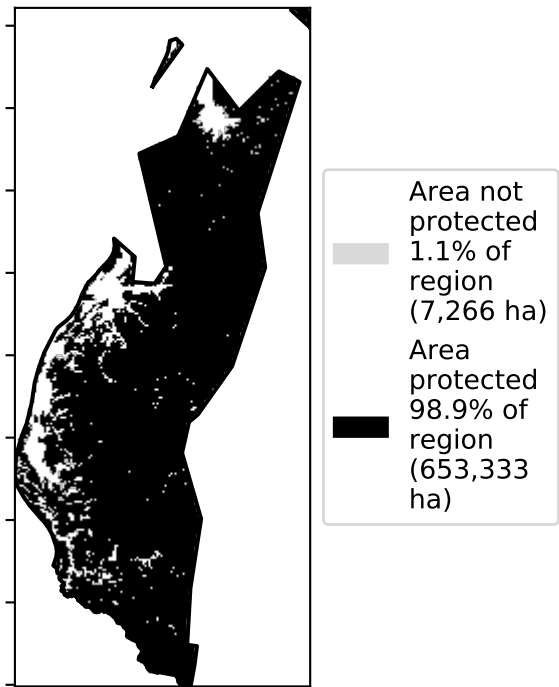 Area not
protected
1.1% of
region
(7,266 ha)
Area
protected
98.9% of
region
(653,333
ha)